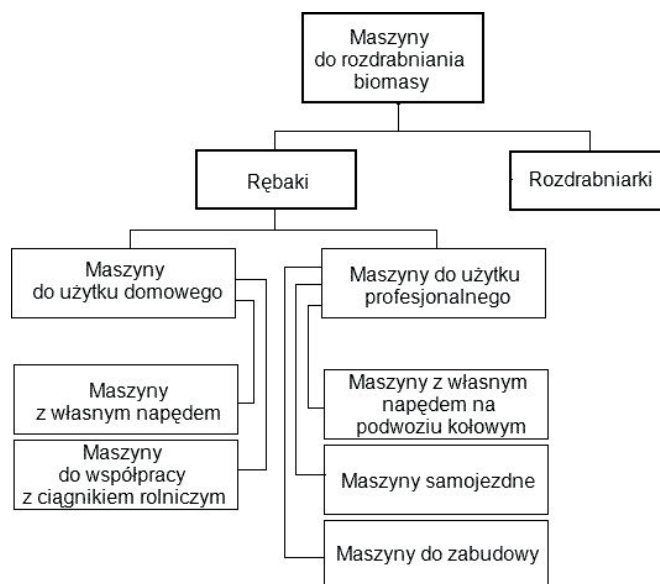 Maszyny
do rozdrabniania
biomasy
Rębaki
Rozdrabniarki
Maszyny
do użytku domowego
Maszyny do użytku
profesjonalnego
Maszyny
z własnym napędem
Maszyny z własnym
napędem na
podwoziu kołowym
Maszyny
do współpracy
z ciągnikiem rolniczym
Maszyny samojezdne
Maszyny do zabudowy